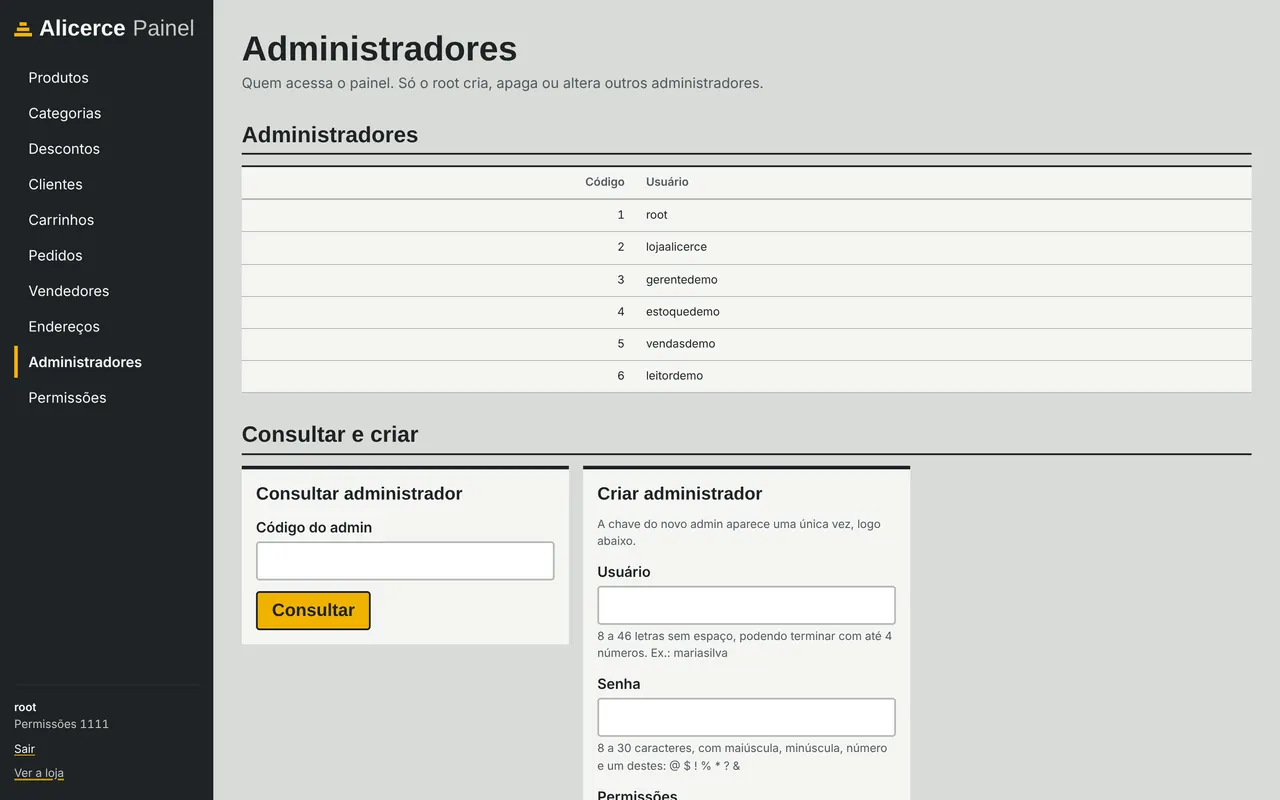 Alicerce Painel
Produtos
Categorias
Descontos
Clientes
Carrinhos
Pedidos
Vendedores
Endereços
Administradores
Permissões
root
Permissões 1111
Sair
Ver a loja
Administradores
Quem acessa o painel. Só o root cria, apaga ou altera outros administradores.
Administradores
Código Usuário
1 root
2 lojaalicerce
3 gerentedemo
4 estoquedemo
5 vendasdemo
6 leitordemo
Consultar e criar
Consultar administrador
Código do admin
Consultar
Criar administrador
A chave do novo admin aparece uma única vez, logo
abaixo.
Usuário
8 a 46 letras sem espaço, podendo terminar com até 4
números. Ex.: mariasilva
Senha
8 a 30 caracteres, com maiúscula, minúscula, número
e um destes: @ $ ! % * ? &
Permissões